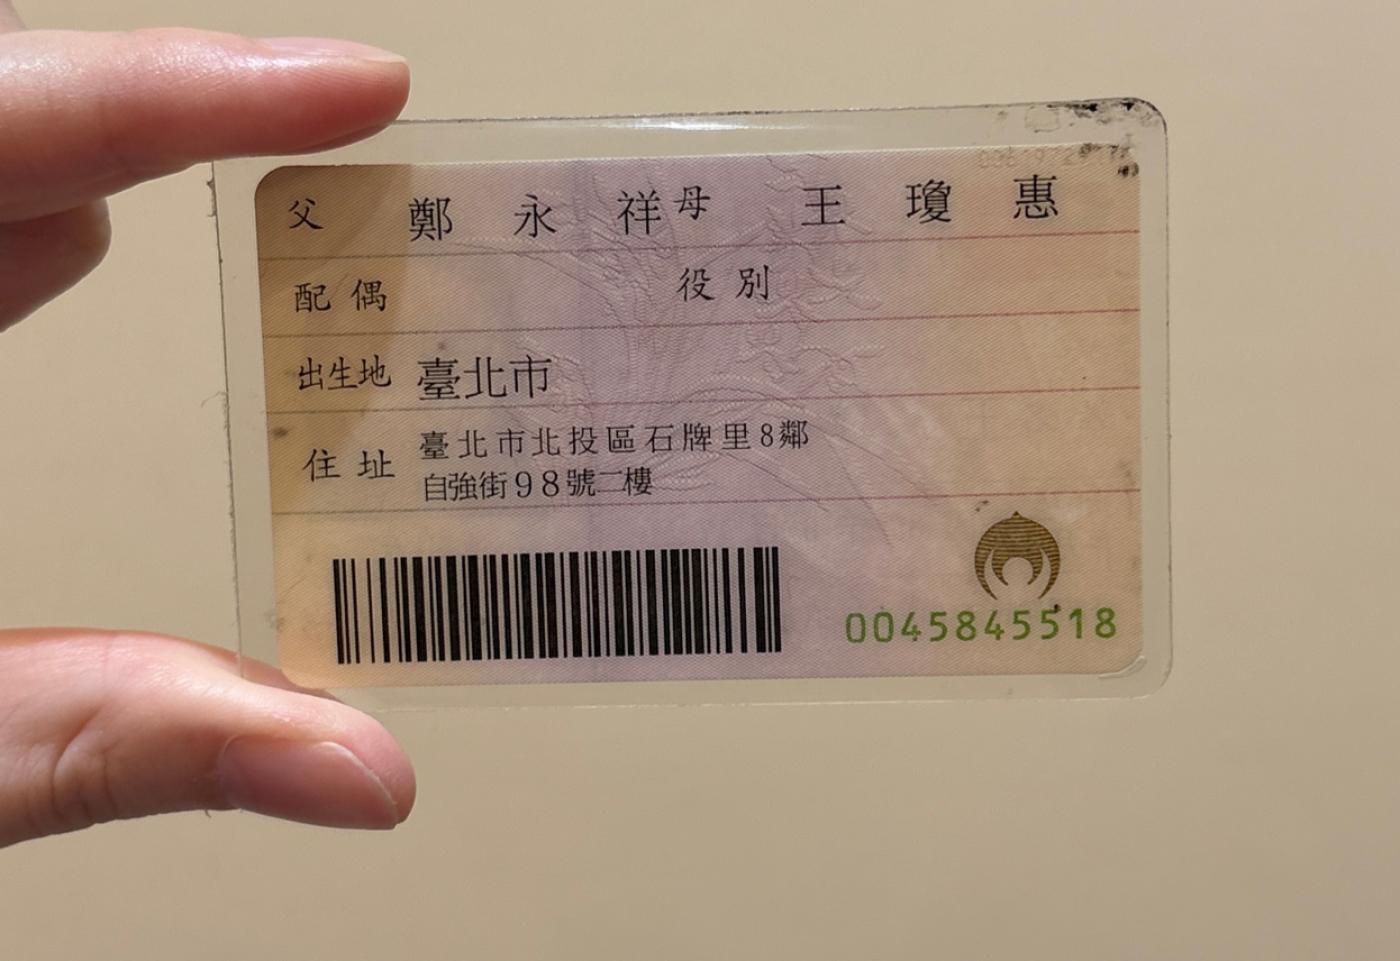 父 鄭永祥 母 王瓊惠
配偶 役別
出生地 臺北市
住址 臺北市北投區石牌里8鄰
自強街98號二樓
0045845518